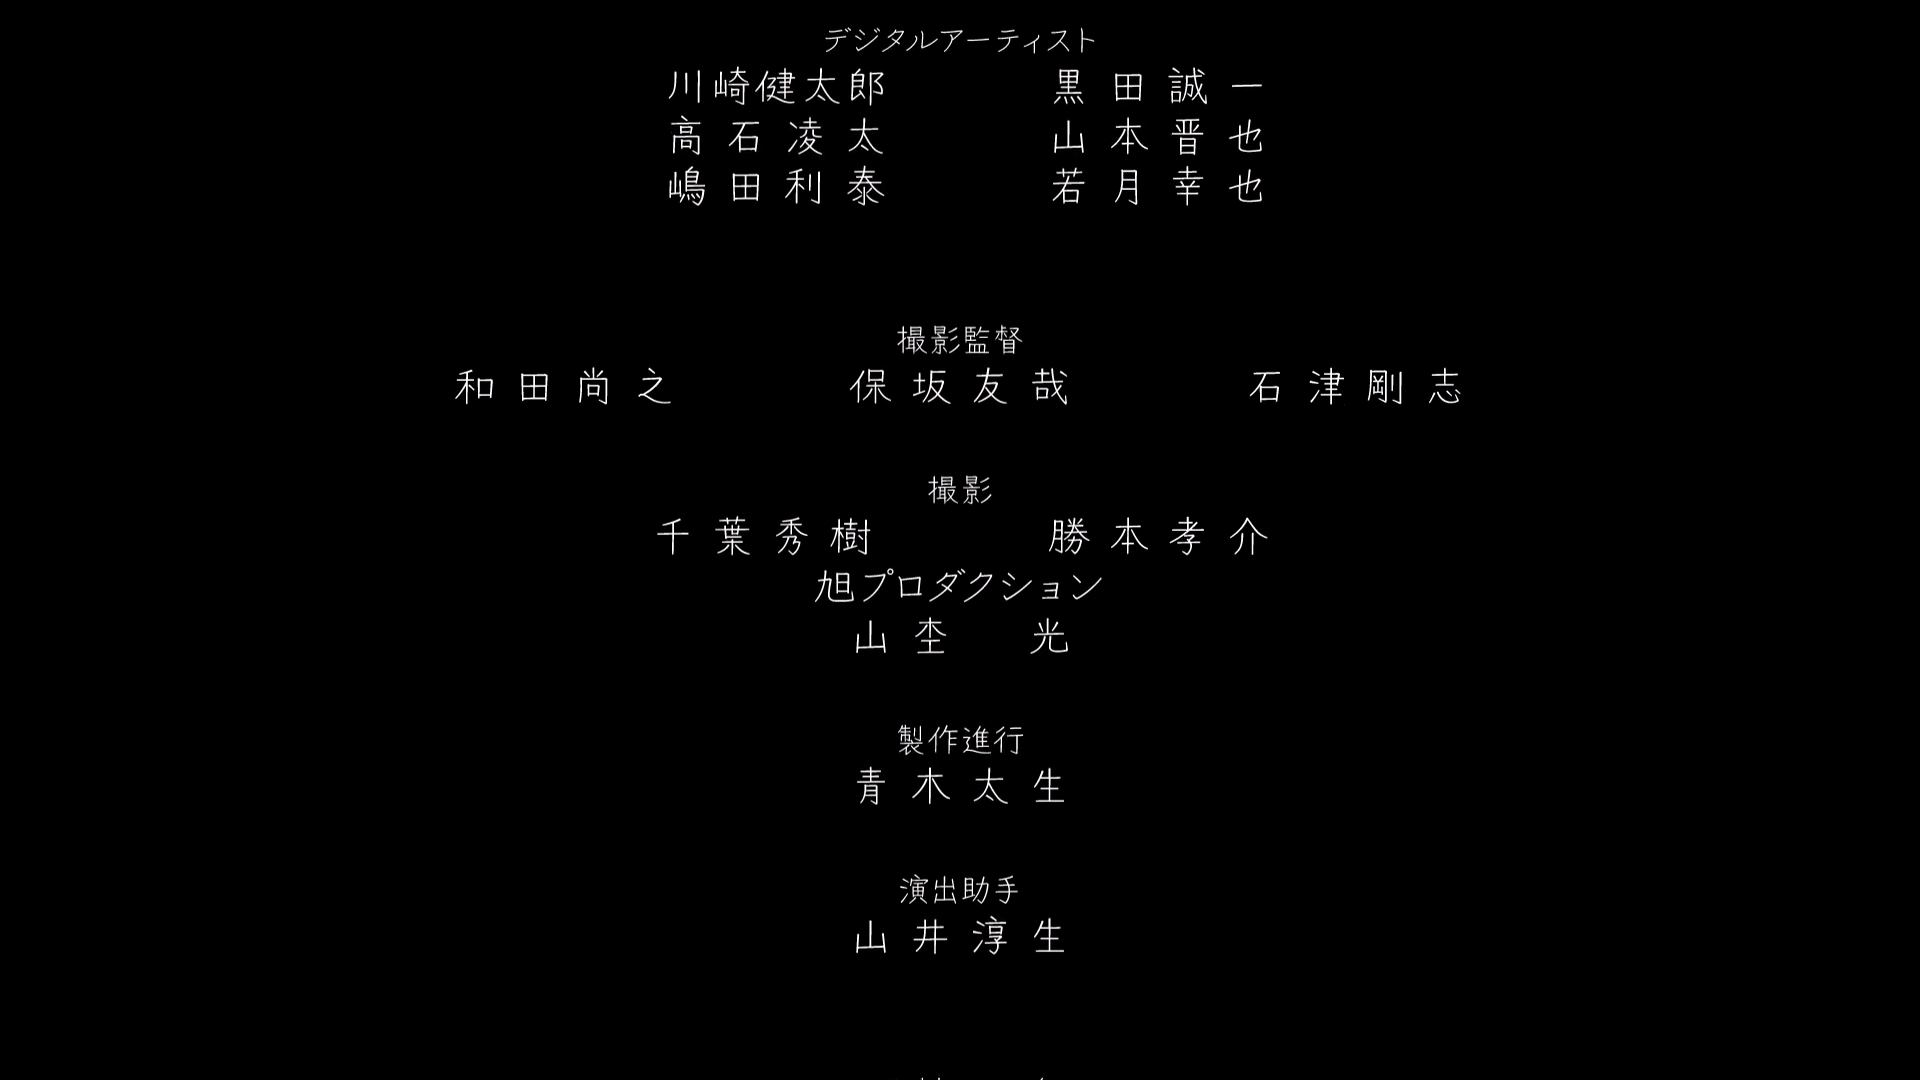 デジタルアーティスト
川崎健太郎 黒田誠一
高石凌太 山本晋也
嶋田利泰 若月幸也
撮影監督
和田尚之 保坂友哉 石津剛志
撮影
千葉秀樹 勝本孝介
旭プロダクション
山杢 光
製作進行
青木太生
演出助手
山井淳生